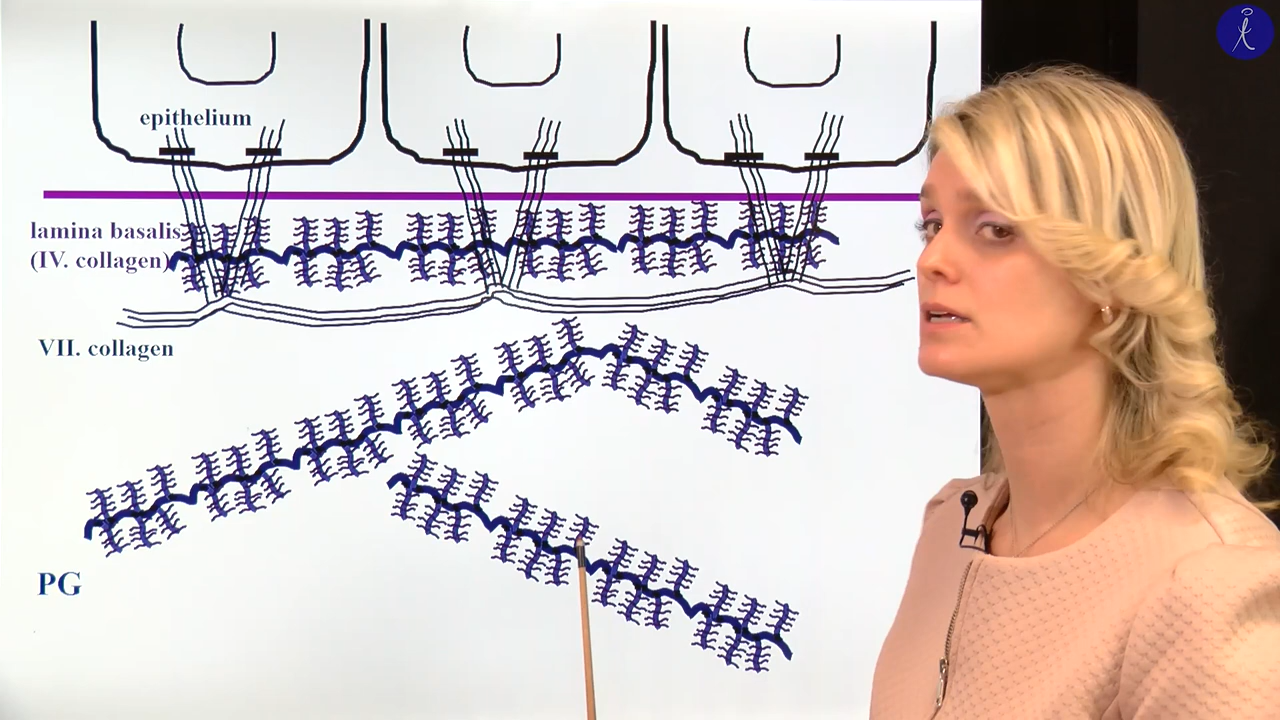 epithelium
lamina basalis
(IV. collagen)
VII. collagen
PG